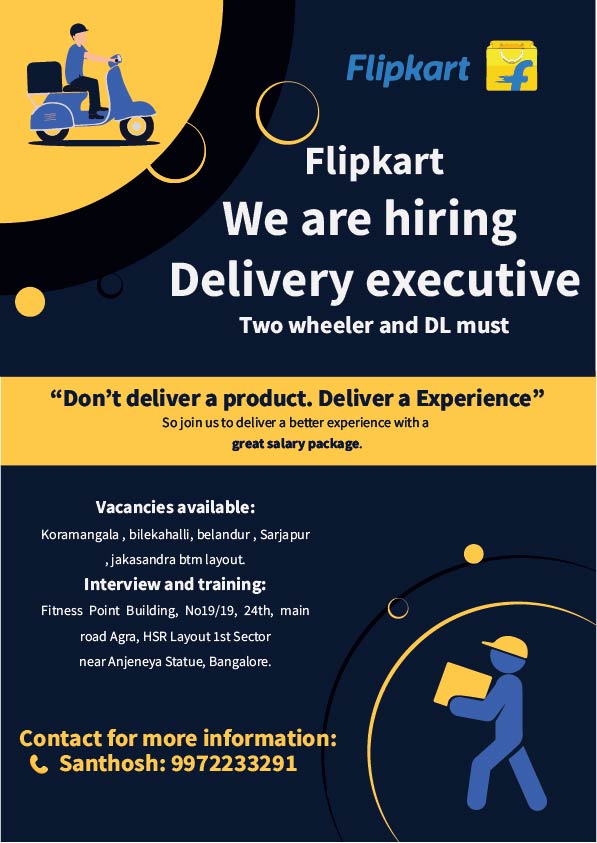 Flipkart
Flipkart
We are hiring
Delivery executive
Two wheeler and DL must
“Don’t deliver a product. Deliver a Experience”
So join us to deliver a better experience with a
great salary package.
Vacancies available:
Koramangala , bilekahalli, belandur , Sarjapur
, jakasandra btm layout.
Interview and training:
Fitness Point Building, No19/19, 24th, main
road Agra, HSR Layout 1st Sector
near Anjeneya Statue, Bangalore.
Contact for more information:
Santhosh: 9972233291